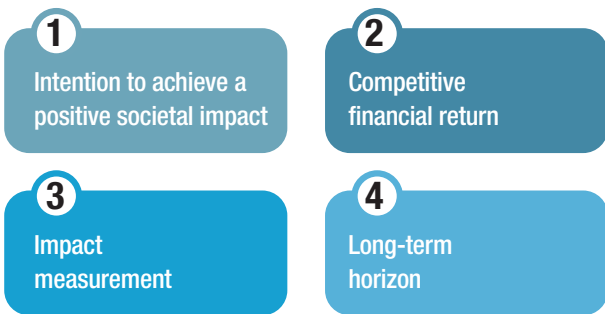 1
Intention to achieve a
positive societal impact
2
Competitive
financial return
3
Impact
measurement
4
Long-term
horizon